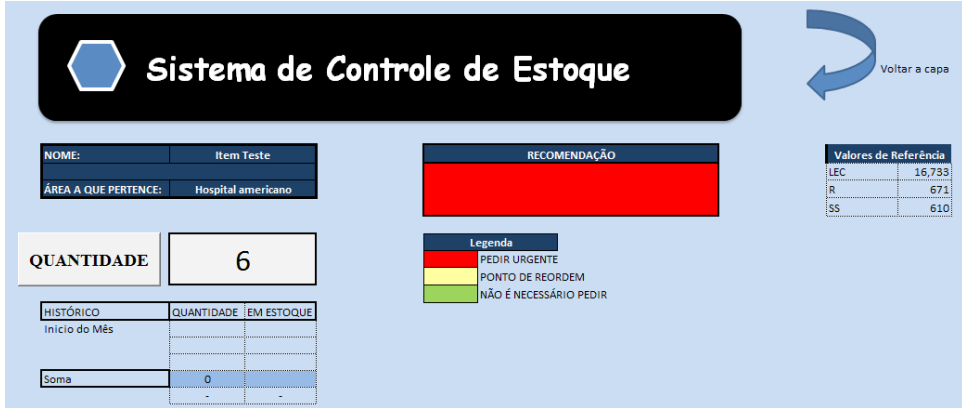 Sistema de Controle de Estoque
Voltar a capa
NOME: Item Teste
ÁREA A QUE PERTENCE: Hospital americano
RECOMENDAÇÃO
Valores de Referência
LEC 16,733
R 671
SS 610
QUANTIDADE 6
Legenda
PEDIR URGENTE
PONTO DE REORDEM
NÃO É NECESSÁRIO PEDIR
HISTÓRICO QUANTIDADE EM ESTOQUE
Inicio do Mês
Soma 0
- -